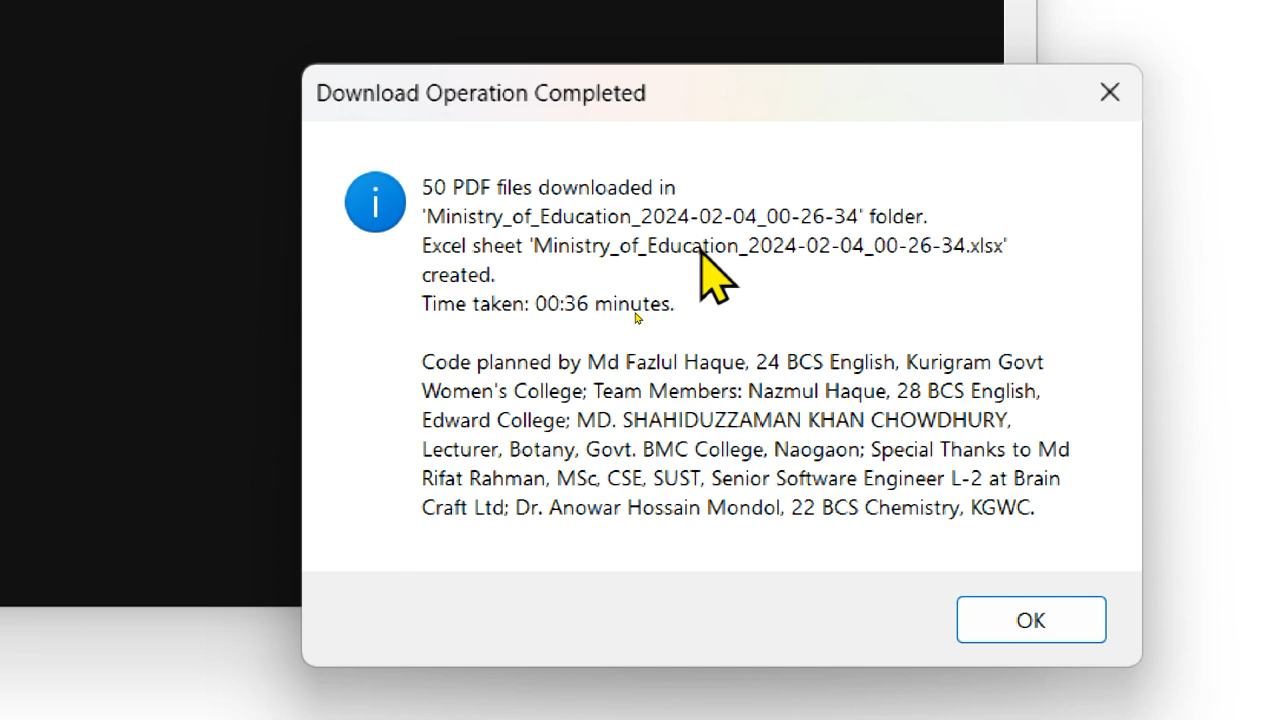 Download Operation Completed
50 PDF files downloaded in
'Ministry_of_Education_2024-02-04_00-26-34' folder.
Excel sheet 'Ministry_of_Education_2024-02-04_00-26-34.xlsx'
created.
Time taken: 00:36 minutes.
Code planned by Md Fazlul Haque, 24 BCS English, Kurigram Govt
Women's College; Team Members: Nazmul Haque, 28 BCS English,
Edward College; MD. SHAHIDUZZAMAN KHAN CHOWDHURY,
Lecturer, Botany, Govt. BMC College, Naogaon; Special Thanks to Md
Rifat Rahman, MSc, CSE, SUST, Senior Software Engineer L-2 at Brain
Craft Ltd; Dr. Anowar Hossain Mondol, 22 BCS Chemistry, KGWC.
OK